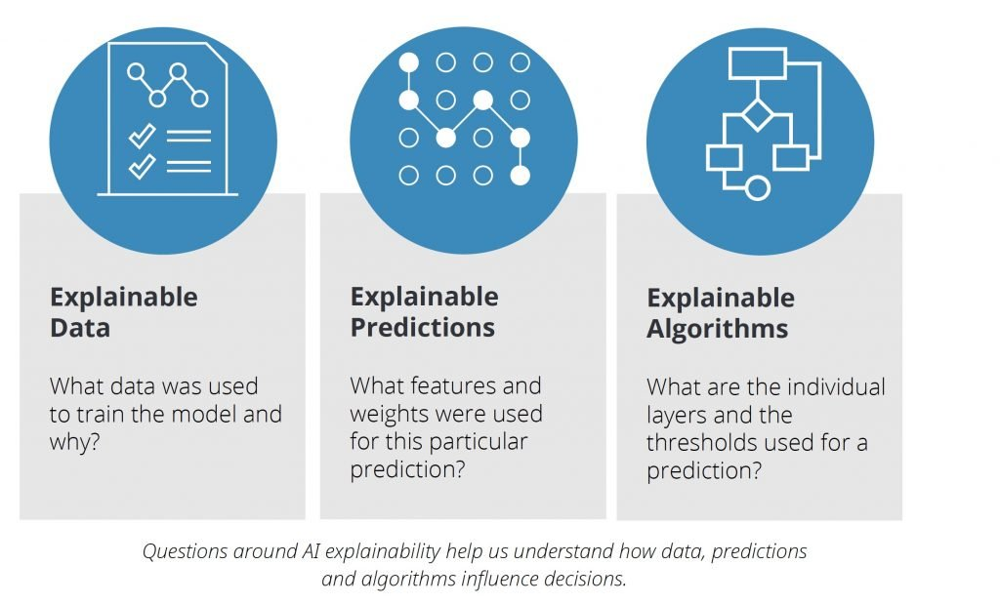 Explainable
Data
What data was used
to train the model and
why?
Explainable
Predictions
What features and
weights were used
for this particular
prediction?
Explainable
Algorithms
What are the individual
layers and the
thresholds used for a
prediction?
Questions around AI explainability help us understand how data, predictions
and algorithms influence decisions.